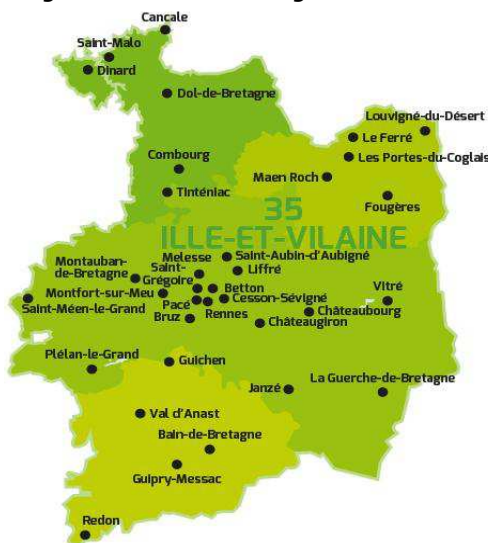 Cancale
Saint-Malo
Dinard
Dol-de-Bretagne
Louvigné-du-Désert
Le Ferré
Combourg
Les Portes-du-Coglais
Maen Roch
Tinténiac
Fougères
35
ILLE-ET-VILAINE
Saint-Aubin-d'Aubigné
Melesse
Montauban-
de-Bretagne
Saint-
Grégoire
Liffré
Betton
Vitré
Montfort-sur-Meu
Cesson-Sévigné
Saint-Méen-le-Grand
Pacé
Rennes
Châteaubourg
Bruz
Châteaugiron
Plélan-le-Grand
Guichen
La Guerche-de-Bretagne
Janzé
Val d'Anast
Bain-de-Bretagne
Guipry-Messac
Redon